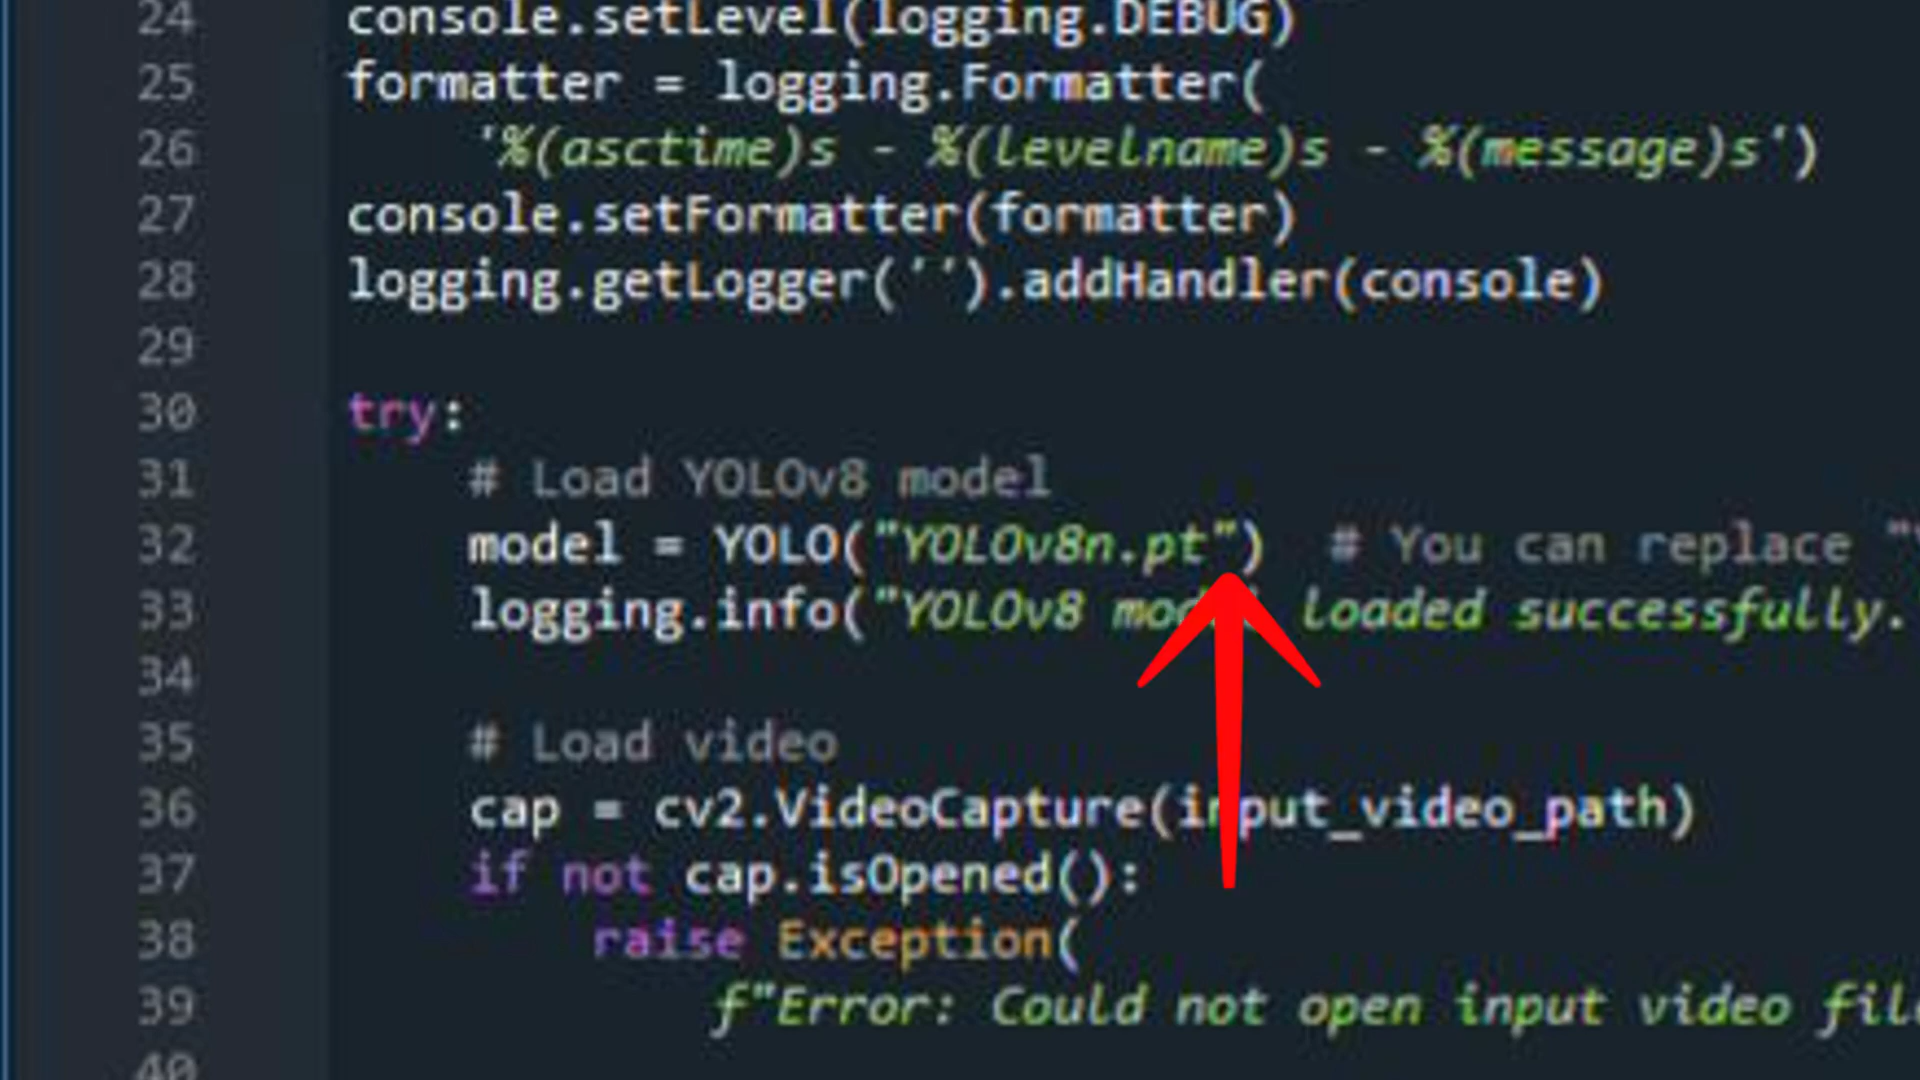 24 console.setLevel(logging.DEBUG)
25 formatter = logging.Formatter(
26 '%(asctime)s - %(levelname)s - %(message)s')
27 console.setFormatter(formatter)
28 logging.getLogger('').addHandler(console)
29
30 try:
31 # Load YOLOv8 model
32 model = YOLO("YOLOv8n.pt") # You can replace "
33 logging.info("YOLOv8 model loaded successfully.
34
35 # Load video
36 cap = cv2.VideoCapture(input_video_path)
37 if not cap.isOpened():
38 raise Exception(
39 f"Error: Could not open input video fil
40